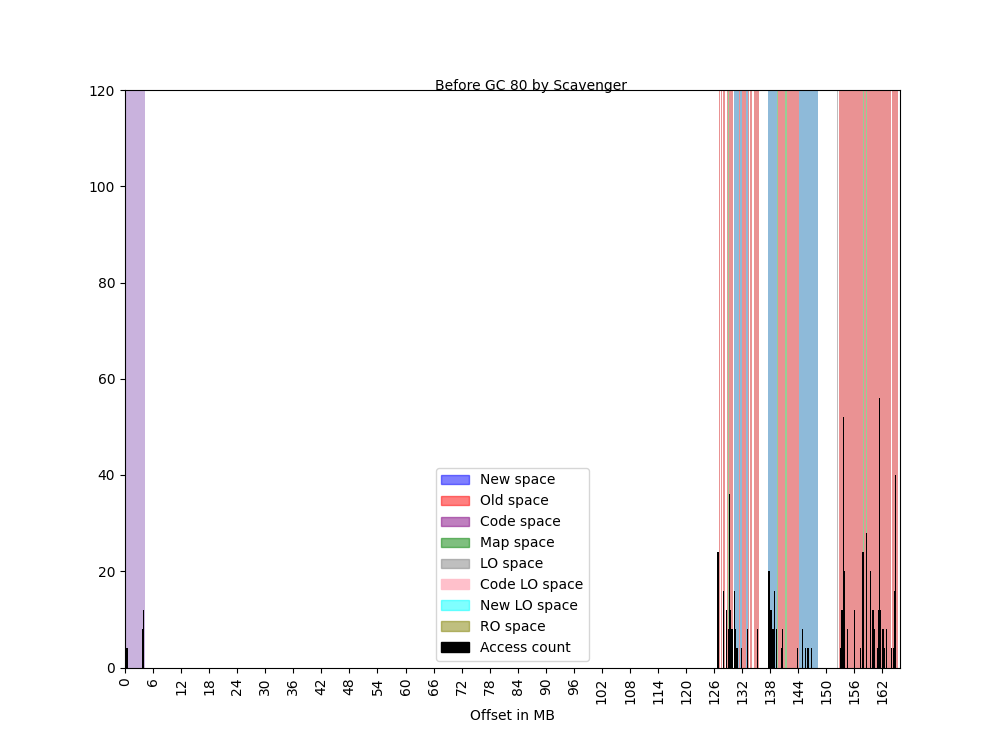 Before GC 80 by Scavenger
120
100
80
60
40
20
0
New space
Old space
Code space
Map space
LO space
Code LO space
New LO space
RO space
Access count
0 6 12 18 24 30 36 42 48 54 60 66 72 78 84 90 96 102 108 114 120 126 132 138 144 150 156 162
Offset in MB